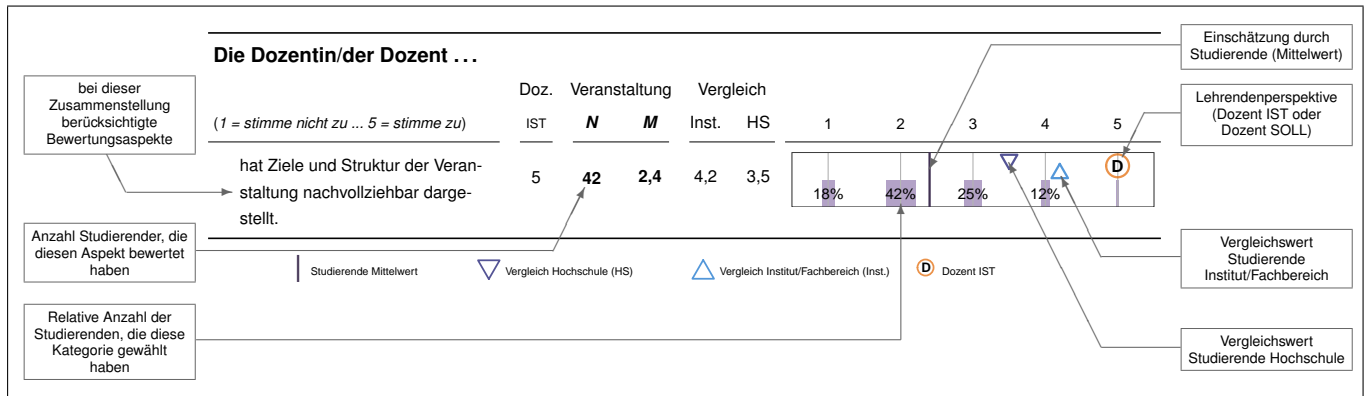 Die Dozentin/der Dozent . . .
Doz. Veranstaltung Vergleich
(1 = stimme nicht zu ... 5 = stimme zu) IST N M Inst. HS 1 2 3 4 5
hat Ziele und Struktur der Veran-
staltung nachvollziehbar darge-
stellt.
5 42 2,4 4,2 3,5
18% 42% 25% 12% D
Studierende Mittelwert
Vergleich Hochschule (HS)
Vergleich Institut/Fachbereich (Inst.)
D Dozent IST
bei dieser
Zusammenstellung
berücksichtigte
Bewertungsaspekte
Anzahl Studierender, die
diesen Aspekt bewertet
haben
Relative Anzahl der
Studierenden, die diese
Kategorie gewählt
haben
Einschätzung durch
Studierende (Mittelwert)
Lehrendenperspektive
(Dozent IST oder
Dozent SOLL)
Vergleichswert
Studierende
Institut/Fachbereich
Vergleichswert
Studierende Hochschule